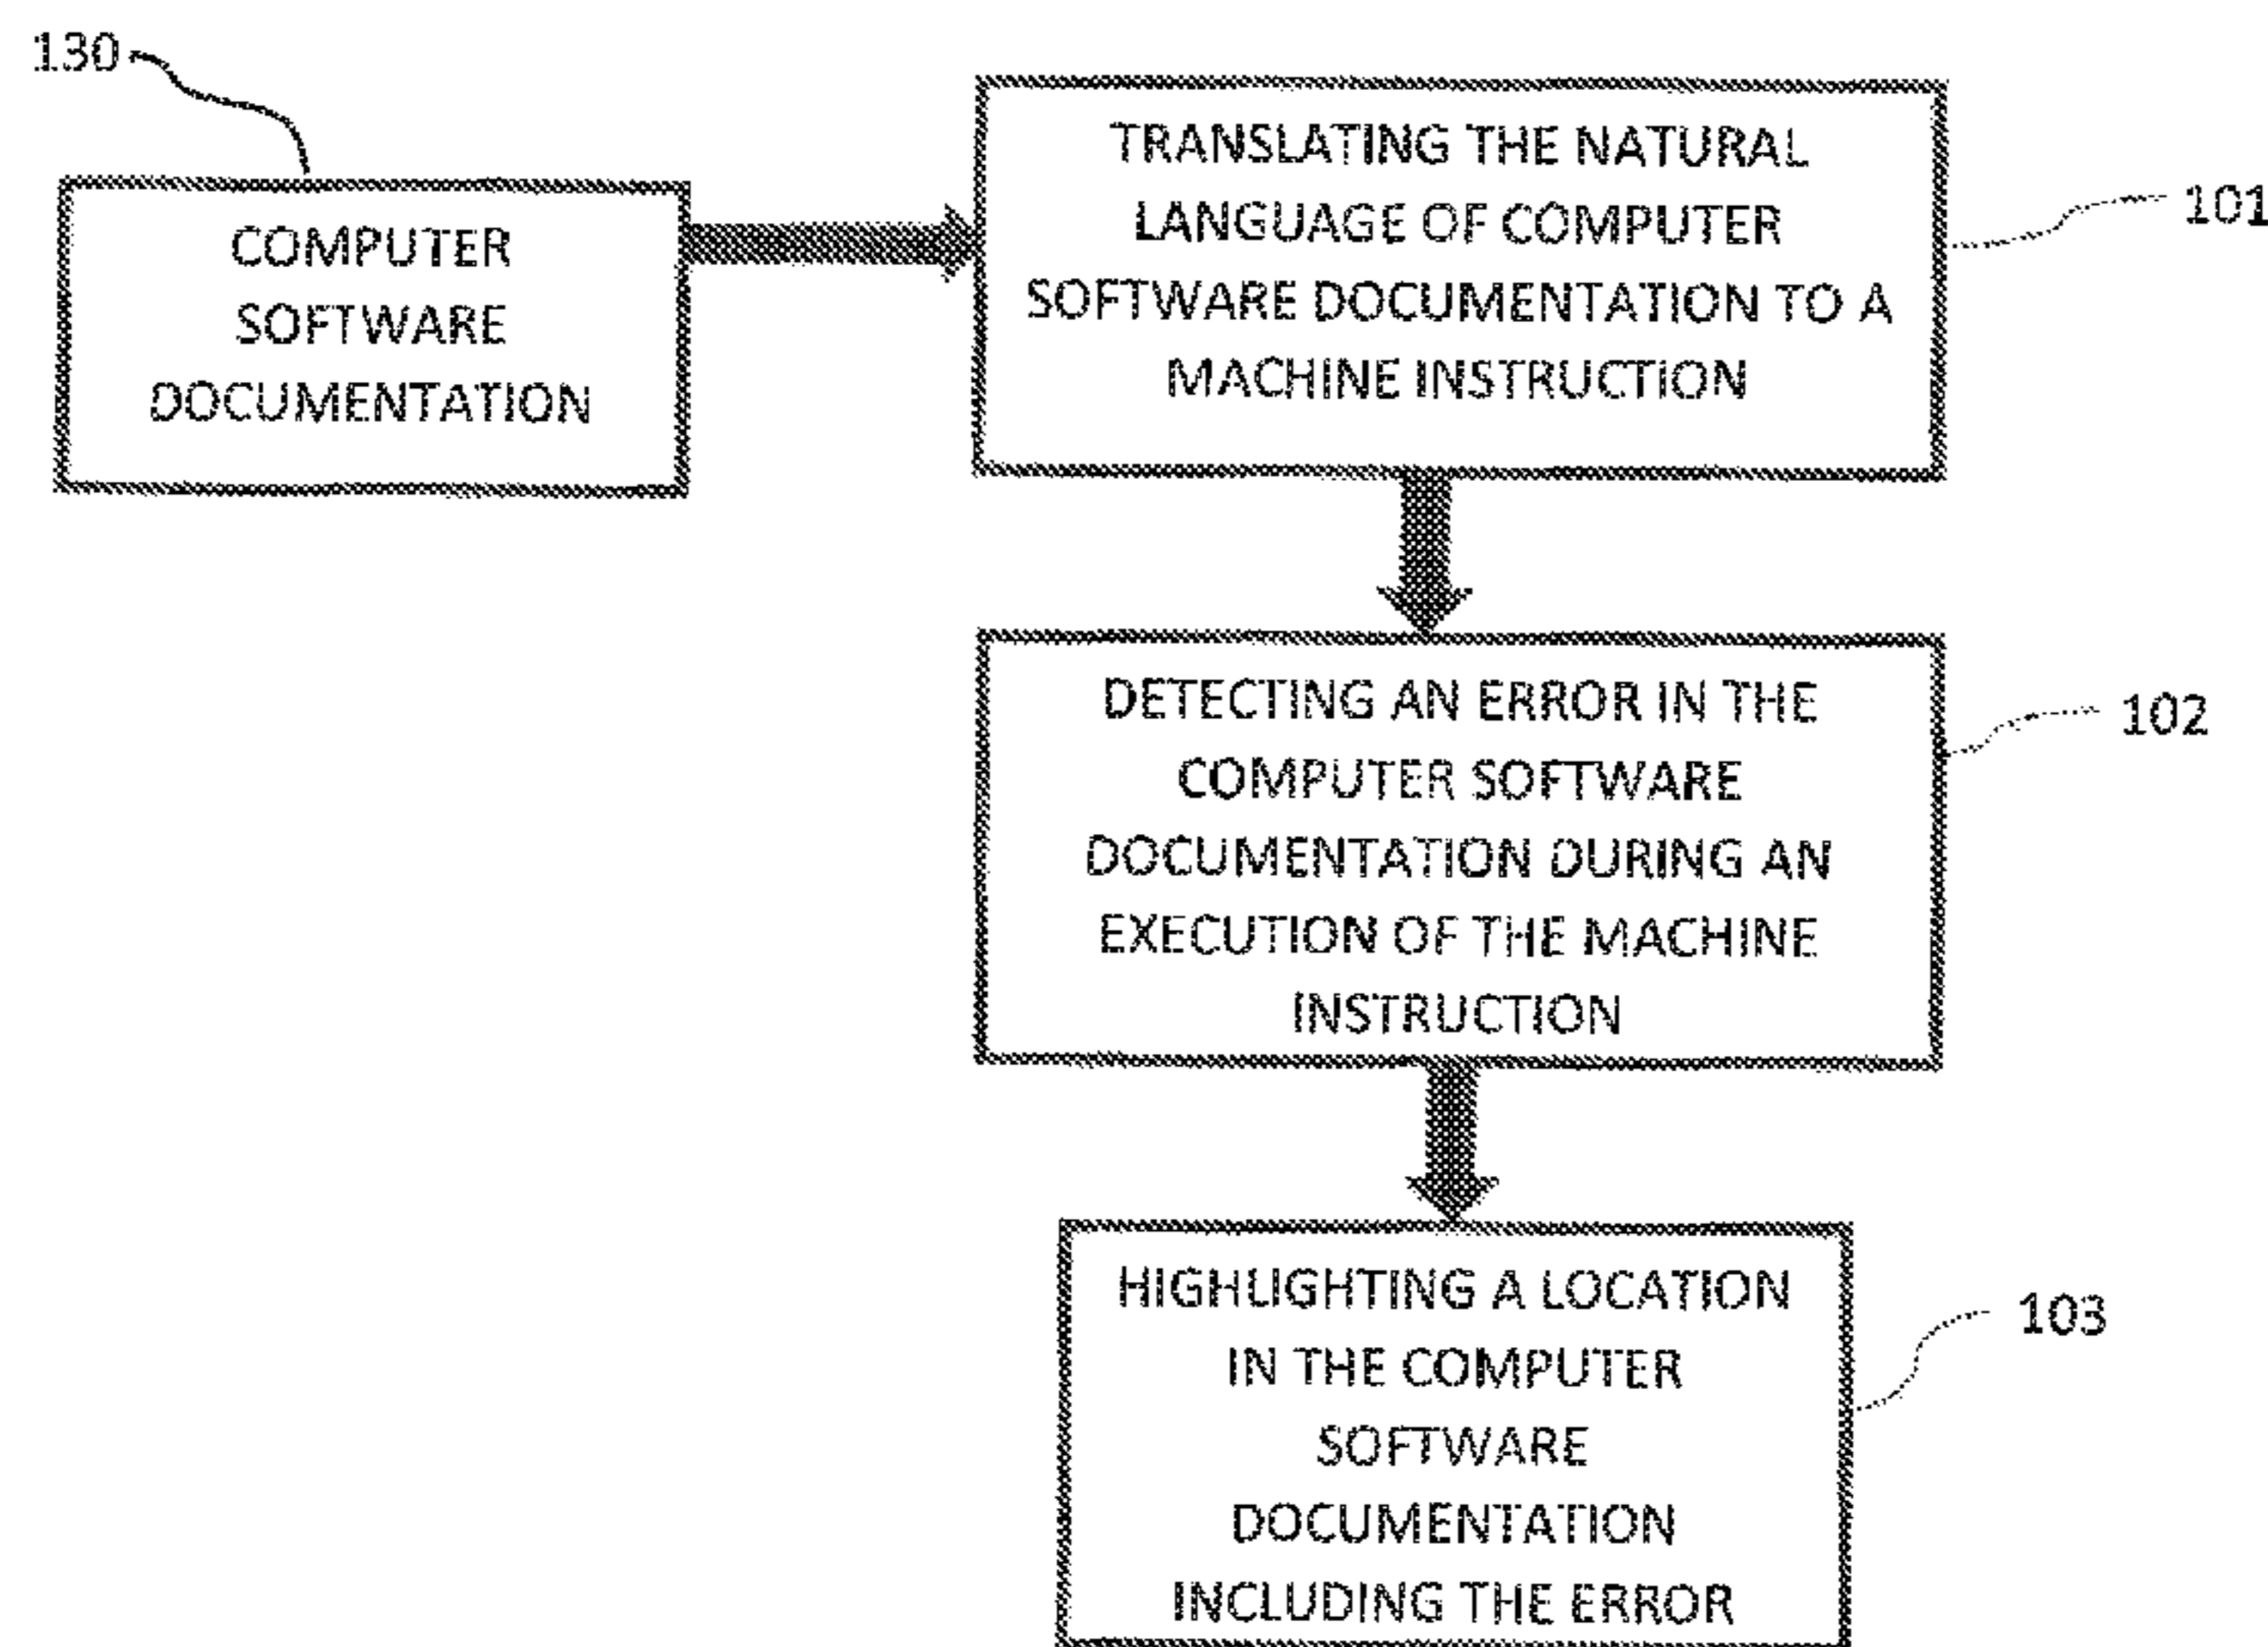 130
COMPUTER
SOFTWARE
DOCUMENTATION
TRANSLATING THE NATURAL
LANGUAGE OF COMPUTER
SOFTWARE DOCUMENTATION TO A
MACHINE INSTRUCTION
101
DETECTING AN ERROR IN THE
COMPUTER SOFTWARE
DOCUMENTATION DURING AN
EXECUTION OF THE MACHINE
INSTRUCTION
102
HIGHLIGHTING A LOCATION
IN THE COMPUTER
SOFTWARE
DOCUMENTATION
INCLUDING THE ERROR
103